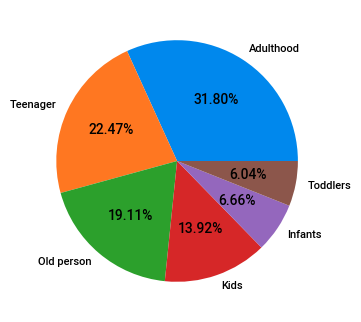 Adulthood
31.80%
Teenager
22.47%
Old person
19.11%
Kids
13.92%
Infants
6.66%
Toddlers
6.04%